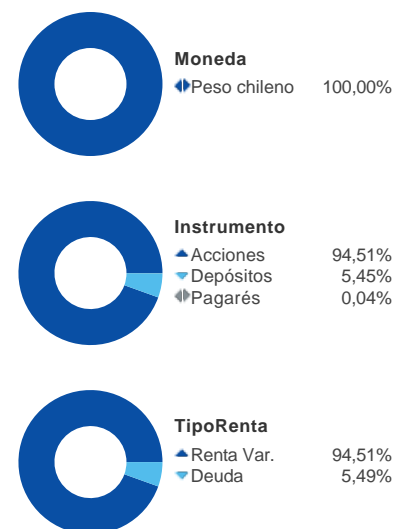 Moneda
Peso chileno 100,00%
Instrumento
Acciones 94,51%
Depósitos 5,45%
Pagarés 0,04%
TipoRenta
Renta Var. 94,51%
Deuda 5,49%